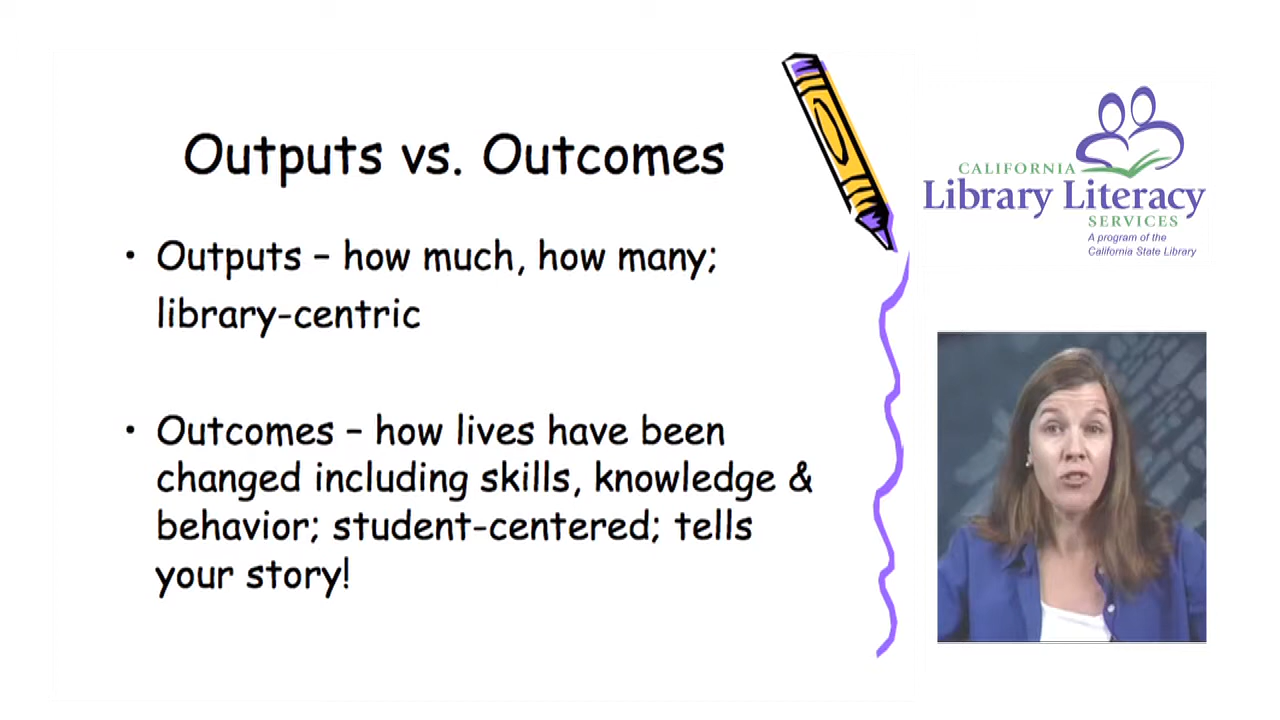 Outputs vs. Outcomes
• Outputs – how much, how many;
library-centric
• Outcomes – how lives have been
changed including skills, knowledge &
behavior; student-centered; tells
your story!
CALIFORNIA
Library Literacy
SERVICES
A program of the
California State Library